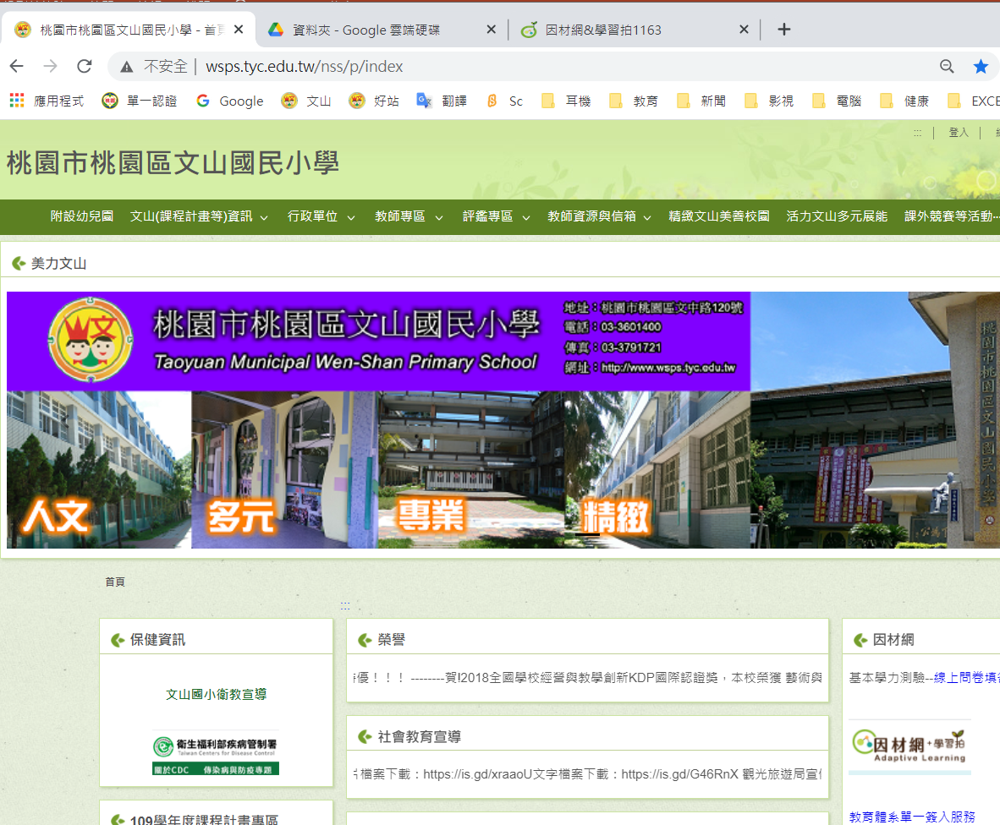 桃園市桃園區文山國民小學 - 首頁
資料夾 - Google 雲端硬碟
因材網&學習拍1163
不安全 wsps.tyc.edu.tw/nss/p/index
應用程式 單一認證 Google 文山 好站 翻譯 Sc 耳機 教育 新聞 影視 電腦 健康 EXCE
::: 登入
桃園市桃園區文山國民小學
附設幼兒園 文山(課程計畫等)資訊 行政單位 教師專區 評鑑專區 教師資源與信箱 精緻文山美善校園 活力文山多元展能 課外競賽等活動
美力文山
文
桃園市桃園區文山國民小學
Taoyuan Municipal Wen-Shan Primary School
地址：桃園市桃園區文中路120號
電話：03-3601400
傳真：03-3791721
網址：http://www.wsps.tyc.edu.tw
桃園市桃園區文山國民小學
人文 多元 專業 精緻
首頁
:::
保健資訊
文山國小衛教宣導
衛生福利部疾病管制署
Taiwan Centers for Disease Control
關於CDC 傳染病與防疫專題
109學年度課程計畫專區
榮譽
優！！！ --------賀!2018全國學校經營與教學創新KDP國際認證獎，本校榮獲 藝術與
社會教育宣導
檔案下載：https://is.gd/xraaoU文字檔案下載：https://is.gd/G46RnX 觀光旅遊局宣
因材網
基本學力測驗--線上問卷填
因材網+學習拍
Adaptive Learning
教育體系單一簽入服務